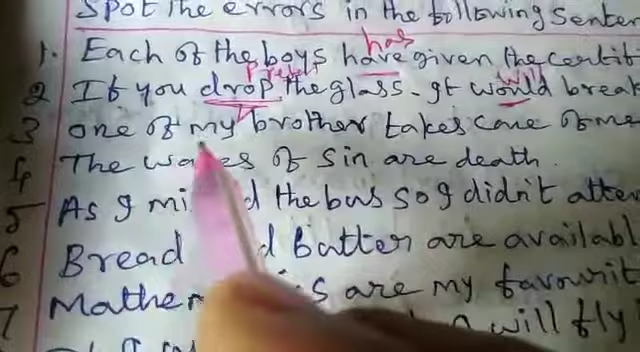 Spot the errors in the following Senten
has
1. Each of the boys have given the certif
will
2 If you drop the glass. It would break
3 one of my brother takes care of me
4 The wages of sin are death.
5 As I mi d the bus so I didn't atten
6 Bread d Butter are availabl
7 Mathem s are my favourit
will fly